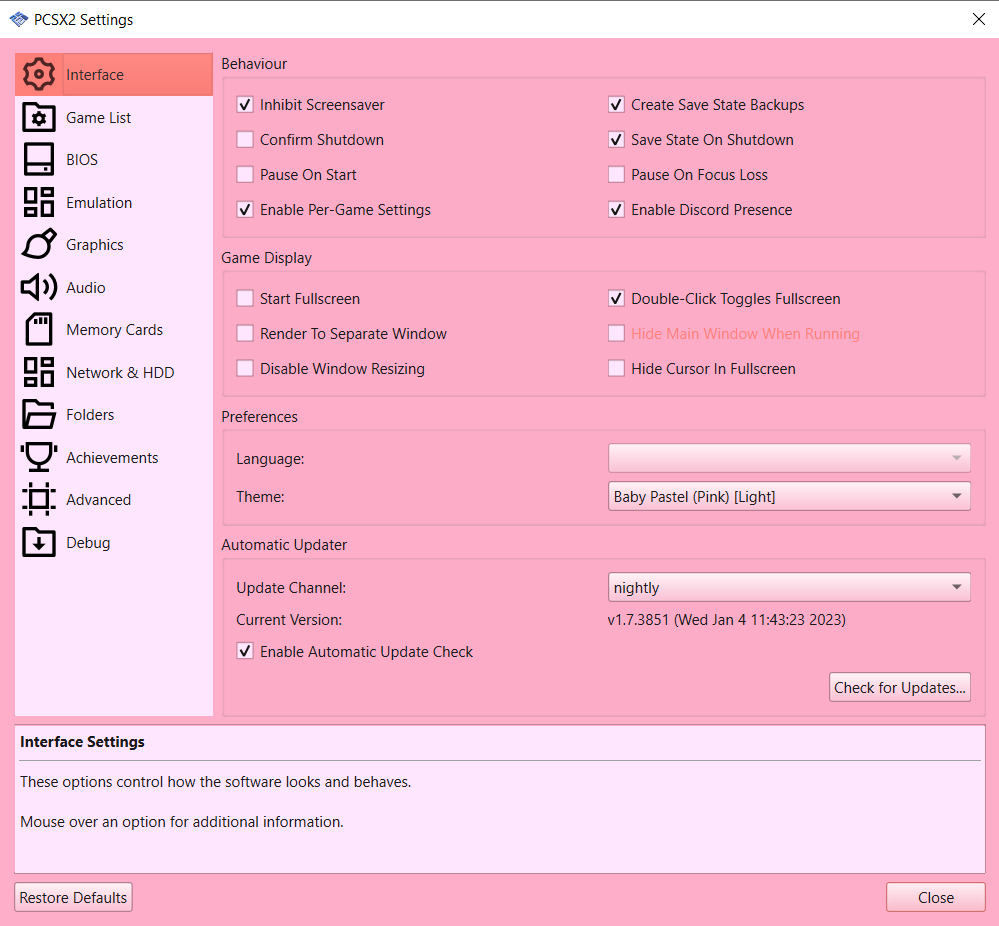 PCSX2 Settings
Interface
Game List
BIOS
Emulation
Graphics
Audio
Memory Cards
Network & HDD
Folders
Achievements
Advanced
Debug
Behaviour
Inhibit Screensaver
Create Save State Backups
Confirm Shutdown
Save State On Shutdown
Pause On Start
Pause On Focus Loss
Enable Per-Game Settings
Enable Discord Presence
Game Display
Start Fullscreen
Double-Click Toggles Fullscreen
Render To Separate Window
Hide Main Window When Running
Disable Window Resizing
Hide Cursor In Fullscreen
Preferences
Language:
Theme:
Baby Pastel (Pink) [Light]
Automatic Updater
Update Channel:
nightly
Current Version:
v1.7.3851 (Wed Jan 4 11:43:23 2023)
Enable Automatic Update Check
Check for Updates...
Interface Settings
These options control how the software looks and behaves.
Mouse over an option for additional information.
Restore Defaults
Close